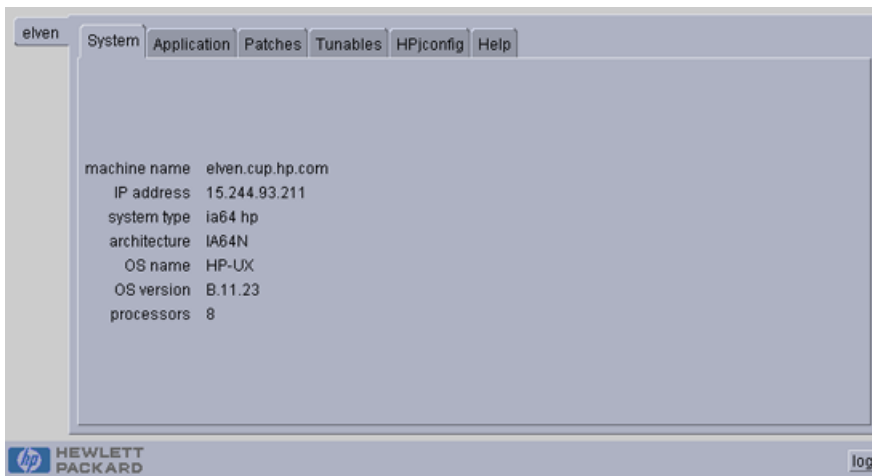 elven
System Application Patches Tunables HPjconfig Help
machine name elven.cup.hp.com
IP address 15.244.93.211
system type ia64 hp
architecture IA64N
OS name HP-UX
OS version B.11.23
processors 8
hp HEWLETT
PACKARD
log